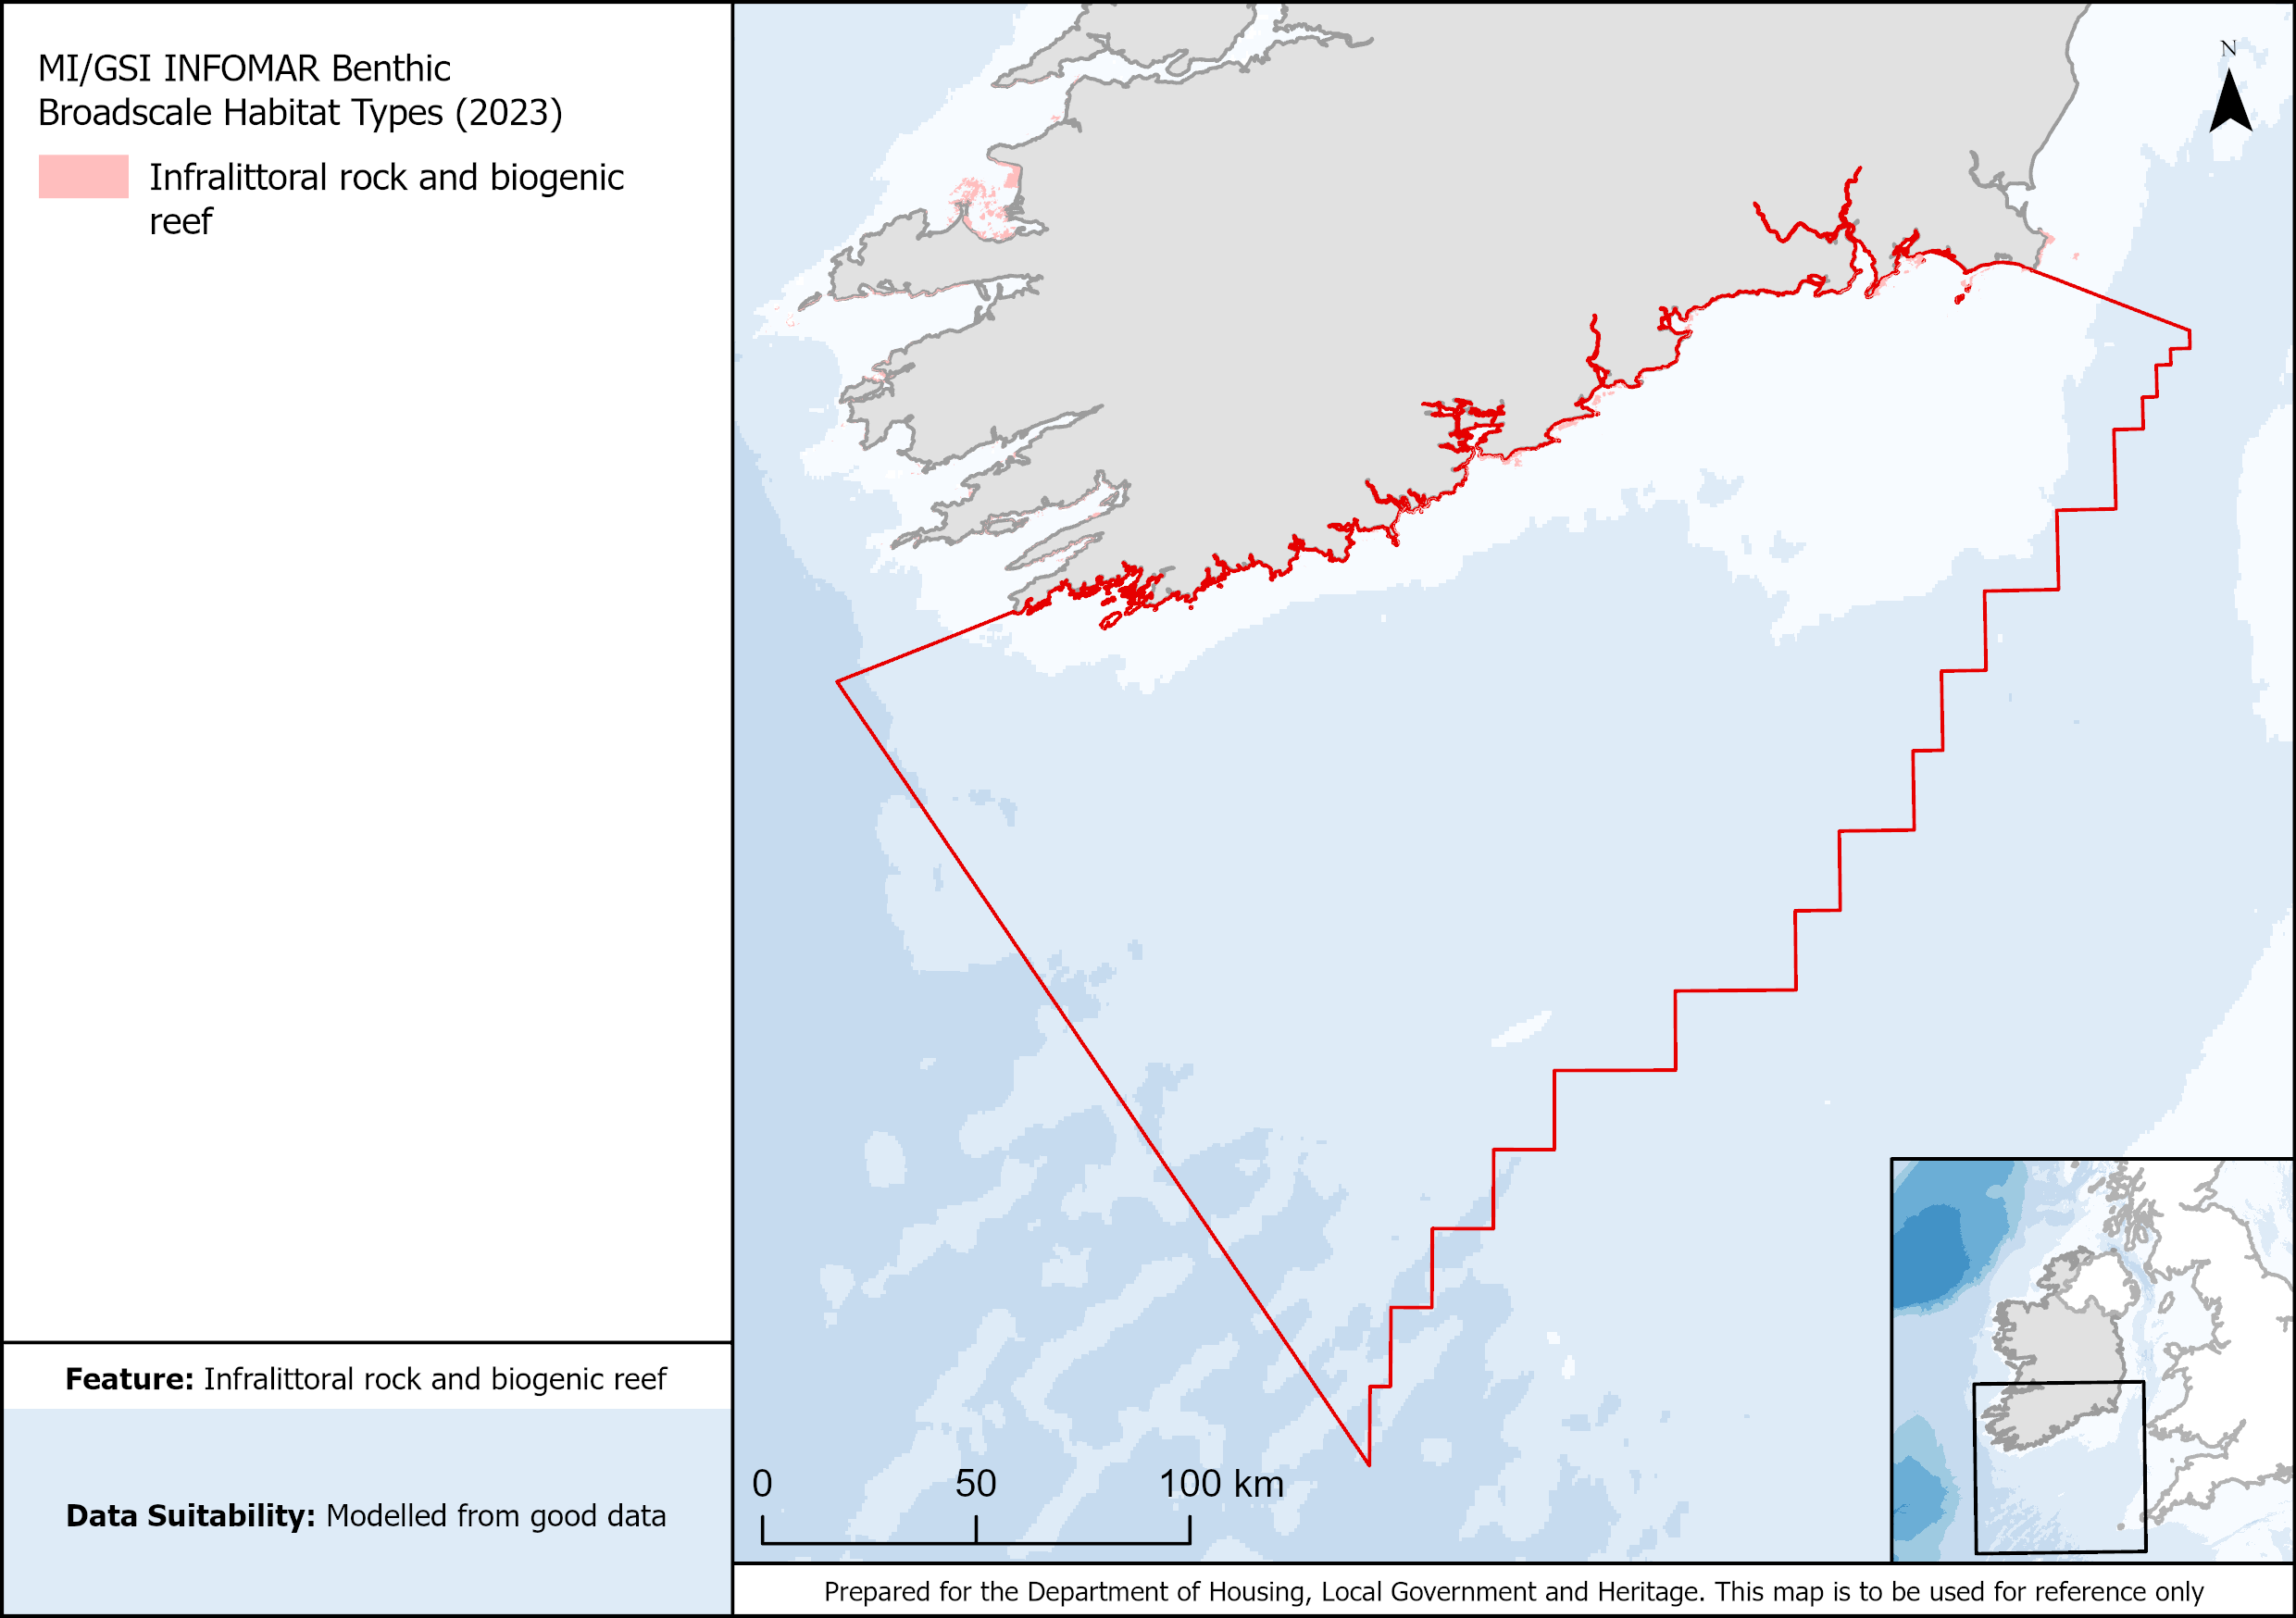 MI/GSI INFOMAR Benthic
Broadscale Habitat Types (2023)
Infralittoral rock and biogenic
reef
N
Feature: Infralittoral rock and biogenic reef
Data Suitability: Modelled from good data
0 50 100 km
Prepared for the Department of Housing, Local Government and Heritage. This map is to be used for reference only